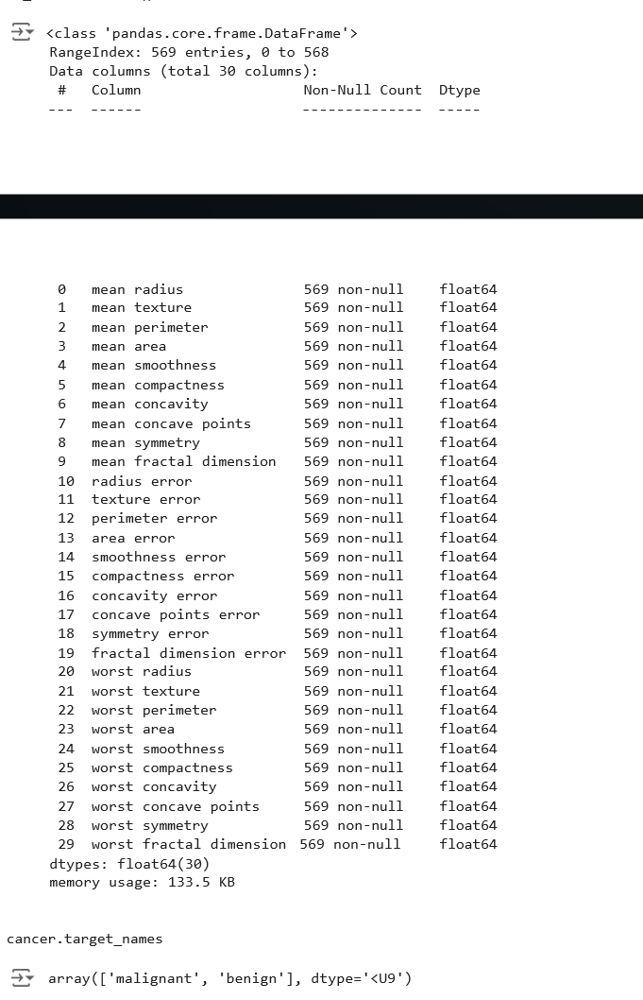 <class 'pandas.core.frame.DataFrame'>
RangeIndex: 569 entries, 0 to 568
Data columns (total 30 columns):
 #   Column                   Non-Null Count  Dtype
---  ------                   --------------  -----
 0   mean radius              569 non-null    float64
 1   mean texture             569 non-null    float64
 2   mean perimeter           569 non-null    float64
 3   mean area                569 non-null    float64
 4   mean smoothness          569 non-null    float64
 5   mean compactness         569 non-null    float64
 6   mean concavity           569 non-null    float64
 7   mean concave points      569 non-null    float64
 8   mean symmetry            569 non-null    float64
 9   mean fractal dimension   569 non-null    float64
 10  radius error             569 non-null    float64
 11  texture error            569 non-null    float64
 12  perimeter error          569 non-null    float64
 13  area error               569 non-null    float64
 14  smoothness error         569 non-null    float64
 15  compactness error        569 non-null    float64
 16  concavity error          569 non-null    float64
 17  concave points error     569 non-null    float64
 18  symmetry error           569 non-null    float64
 19  fractal dimension error  569 non-null    float64
 20  worst radius             569 non-null    float64
 21  worst texture            569 non-null    float64
 22  worst perimeter          569 non-null    float64
 23  worst area               569 non-null    float64
 24  worst smoothness         569 non-null    float64
 25  worst compactness        569 non-null    float64
 26  worst concavity          569 non-null    float64
 27  worst concave points     569 non-null    float64
 28  worst symmetry           569 non-null    float64
 29  worst fractal dimension  569 non-null    float64
dtypes: float64(30)
memory usage: 133.5 KB
cancer.target_names
array(['malignant', 'benign'], dtype='<U9')